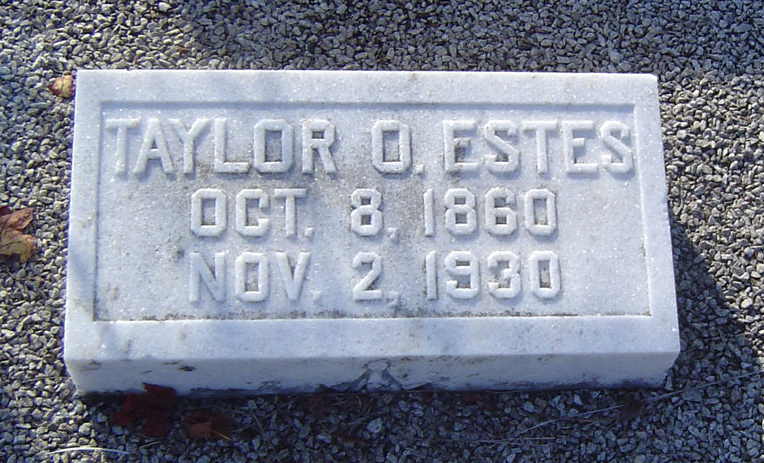 TAYLOR O. ESTES
OCT. 8, 1860
NOV. 2, 1930